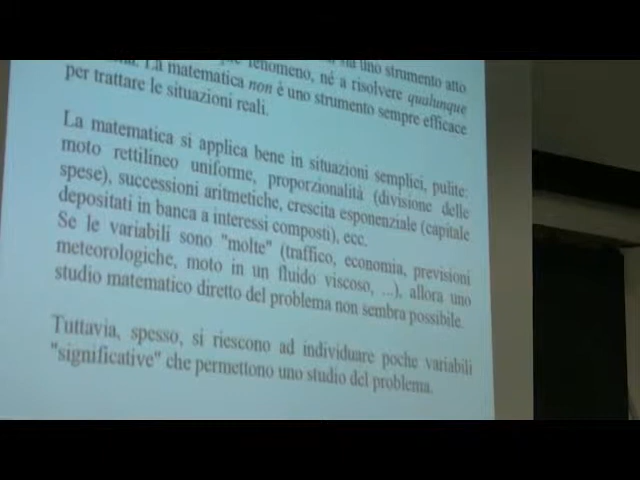 uno strumento atto
fenomeno, né a risolvere qualunque
La matematica non è uno strumento sempre efficace
per trattare le situazioni reali.
La matematica si applica bene in situazioni semplici, pulite:
moto rettilineo uniforme, proporzionalità (divisione delle
spese), successioni aritmetiche, crescita esponenziale (capitale
depositati in banca a interessi composti), ecc.
Se le variabili sono "molte" (traffico, economia, previsioni
meteorologiche, moto in un fluido viscoso, ...), allora uno
studio matematico diretto del problema non sembra possibile.
Tuttavia, spesso, si riescono ad individuare poche variabili
"significative" che permettono uno studio del problema.